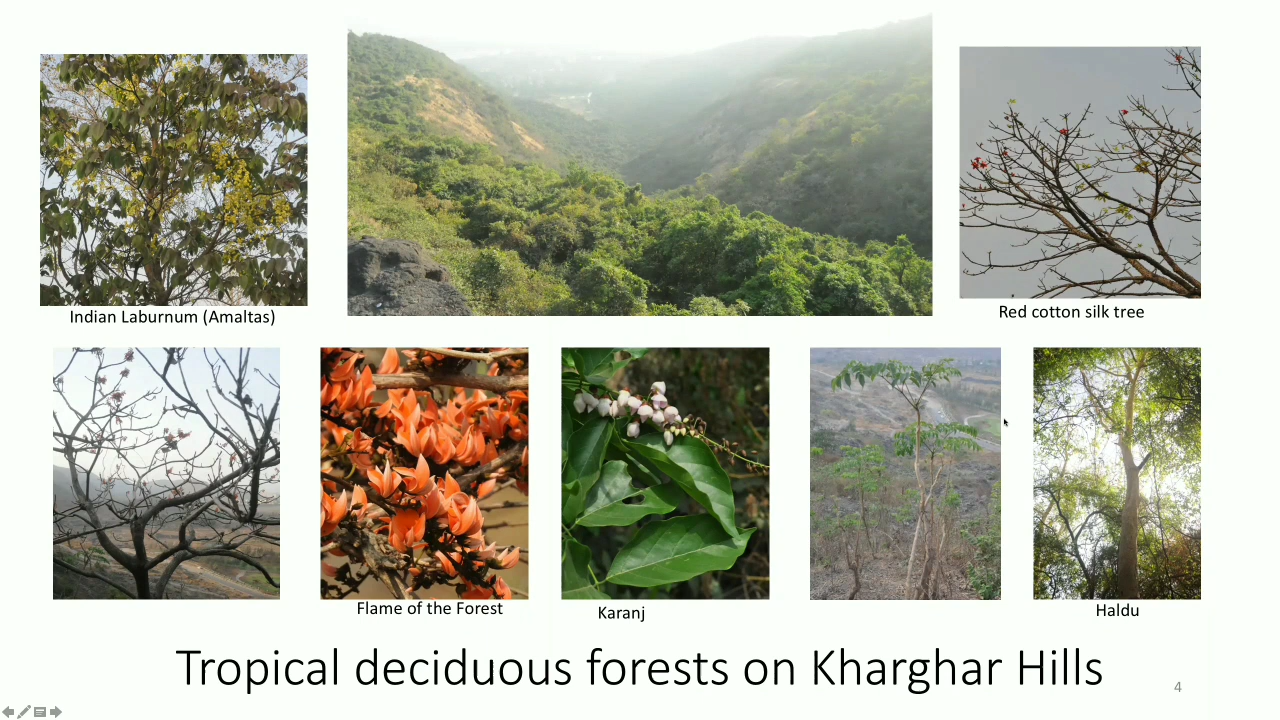 Indian Laburnum (Amaltas)
Red cotton silk tree
Flame of the Forest
Karanj
Haldu
Tropical deciduous forests on Kharghar Hills
4